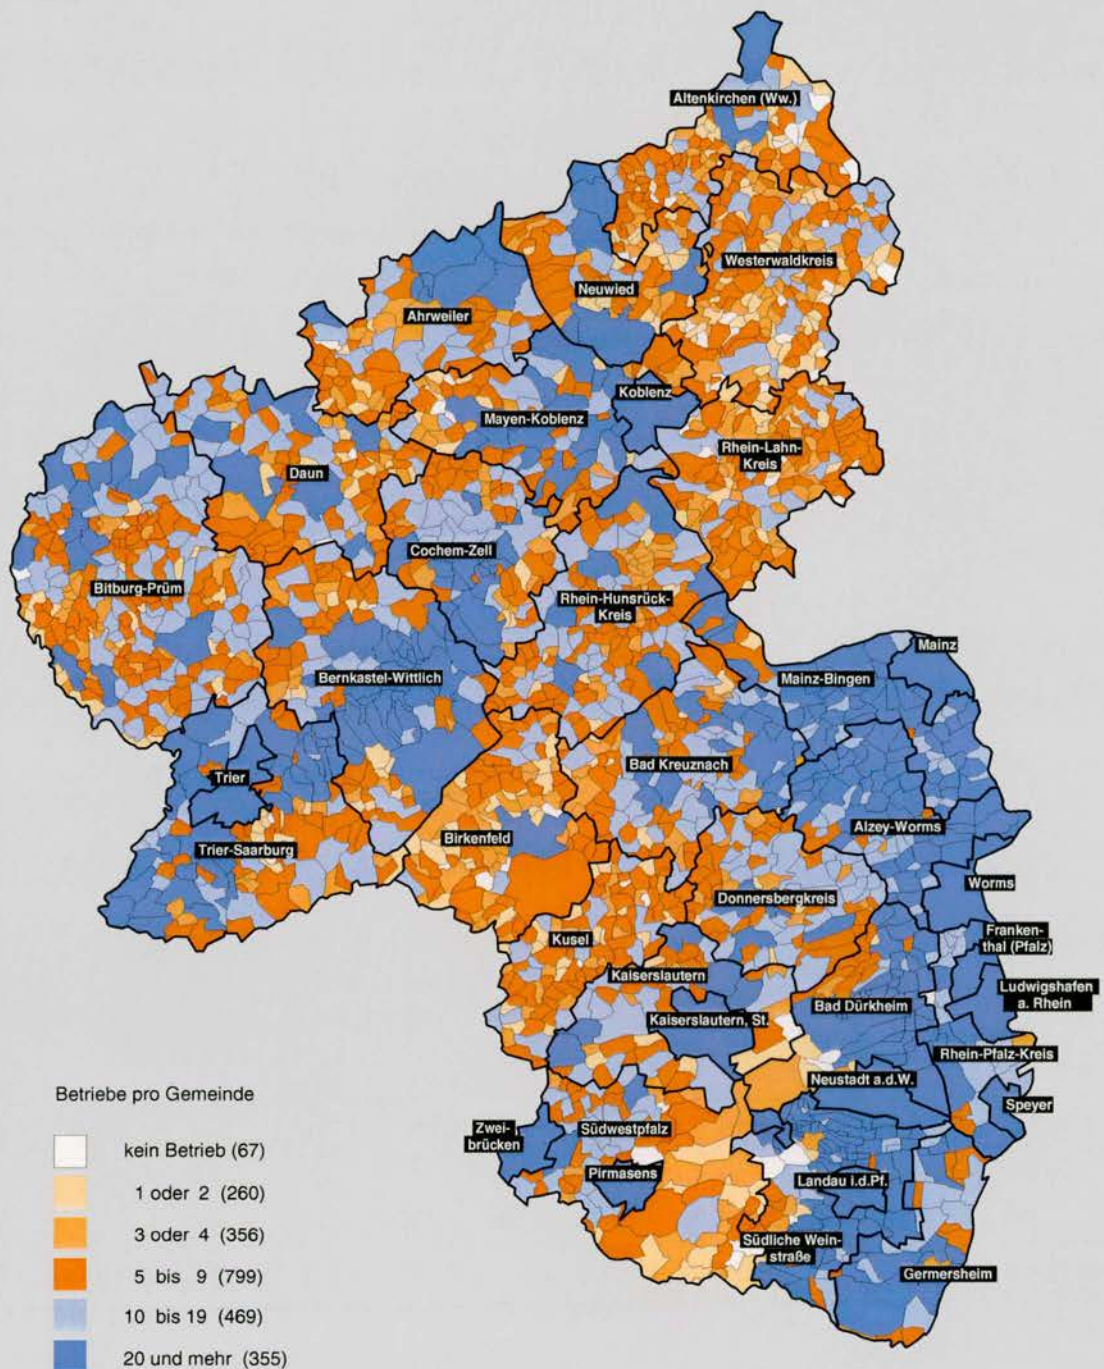 Altenkirchen (Ww.)
Westerwaldkreis
Neuwied
Ahrweiler
Koblenz
Mayen-Koblenz
Rhein-Lahn-
Kreis
Daun
Cochem-Zell
Bitburg-Prüm
Rhein-Hunsrück-
Kreis
Mainz
Bernkastel-Wittlich
Mainz-Bingen
Bad Kreuznach
Trier
Alzey-Worms
Birkenfeld
Trier-Saarburg
Worms
Donnersbergkreis
Franken-
thal (Pfalz)
Kusel
Kaiserslautern
Ludwigshafen
a. Rhein
Bad Dürkheim
Kaiserslautern, St.
Rhein-Pfalz-Kreis
Neustadt a.d.W.
Speyer
Zwei-
brücken
Südwestpfalz
Pirmasens
Landau i.d.Pf.
Südliche Wein-
straße
Germersheim
Betriebe pro Gemeinde
kein Betrieb (67)
1 oder 2 (260)
3 oder 4 (356)
5 bis 9 (799)
10 bis 19 (469)
20 und mehr (355)